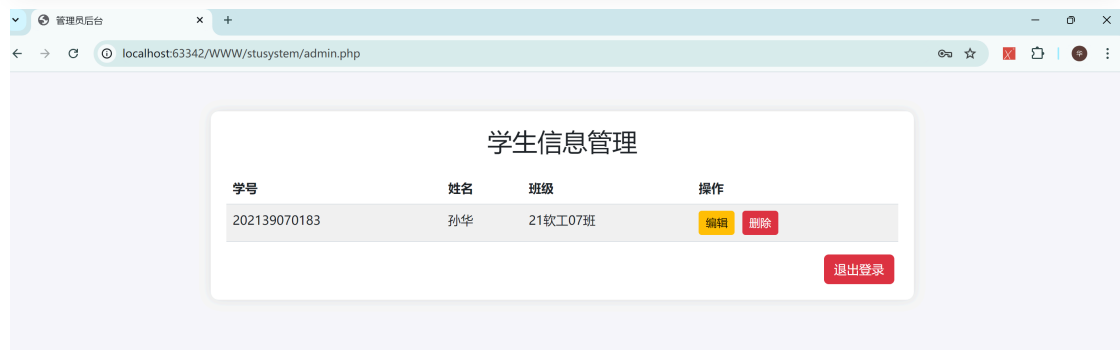 管理员后台
localhost:63342/WWW/stusystem/admin.php
学生信息管理
学号 姓名 班级 操作
202139070183 孙华 21软工07班 编辑 删除
退出登录